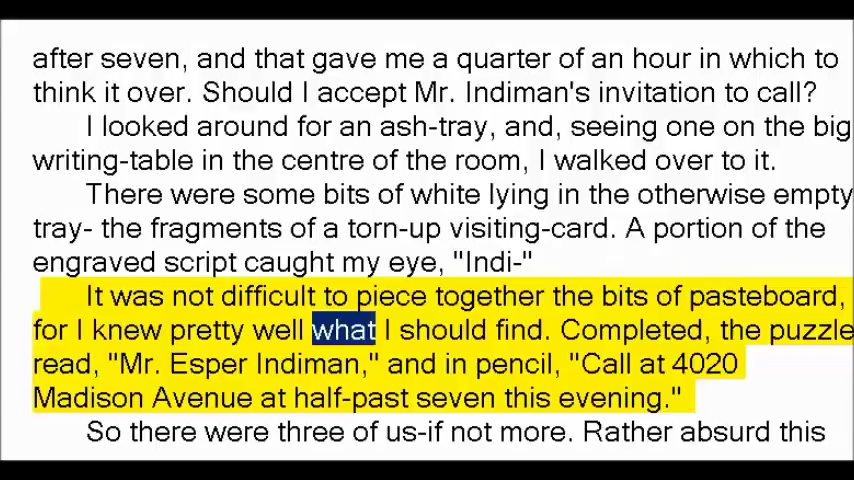 after seven, and that gave me a quarter of an hour in which to
think it over. Should I accept Mr. Indiman's invitation to call?
I looked around for an ash-tray, and, seeing one on the big
writing-table in the centre of the room, I walked over to it.
There were some bits of white lying in the otherwise empty
tray- the fragments of a torn-up visiting-card. A portion of the
engraved script caught my eye, "Indi-"
It was not difficult to piece together the bits of pasteboard,
for I knew pretty well what I should find. Completed, the puzzle
read, "Mr. Esper Indiman," and in pencil, "Call at 4020
Madison Avenue at half-past seven this evening."
So there were three of us-if not more. Rather absurd this